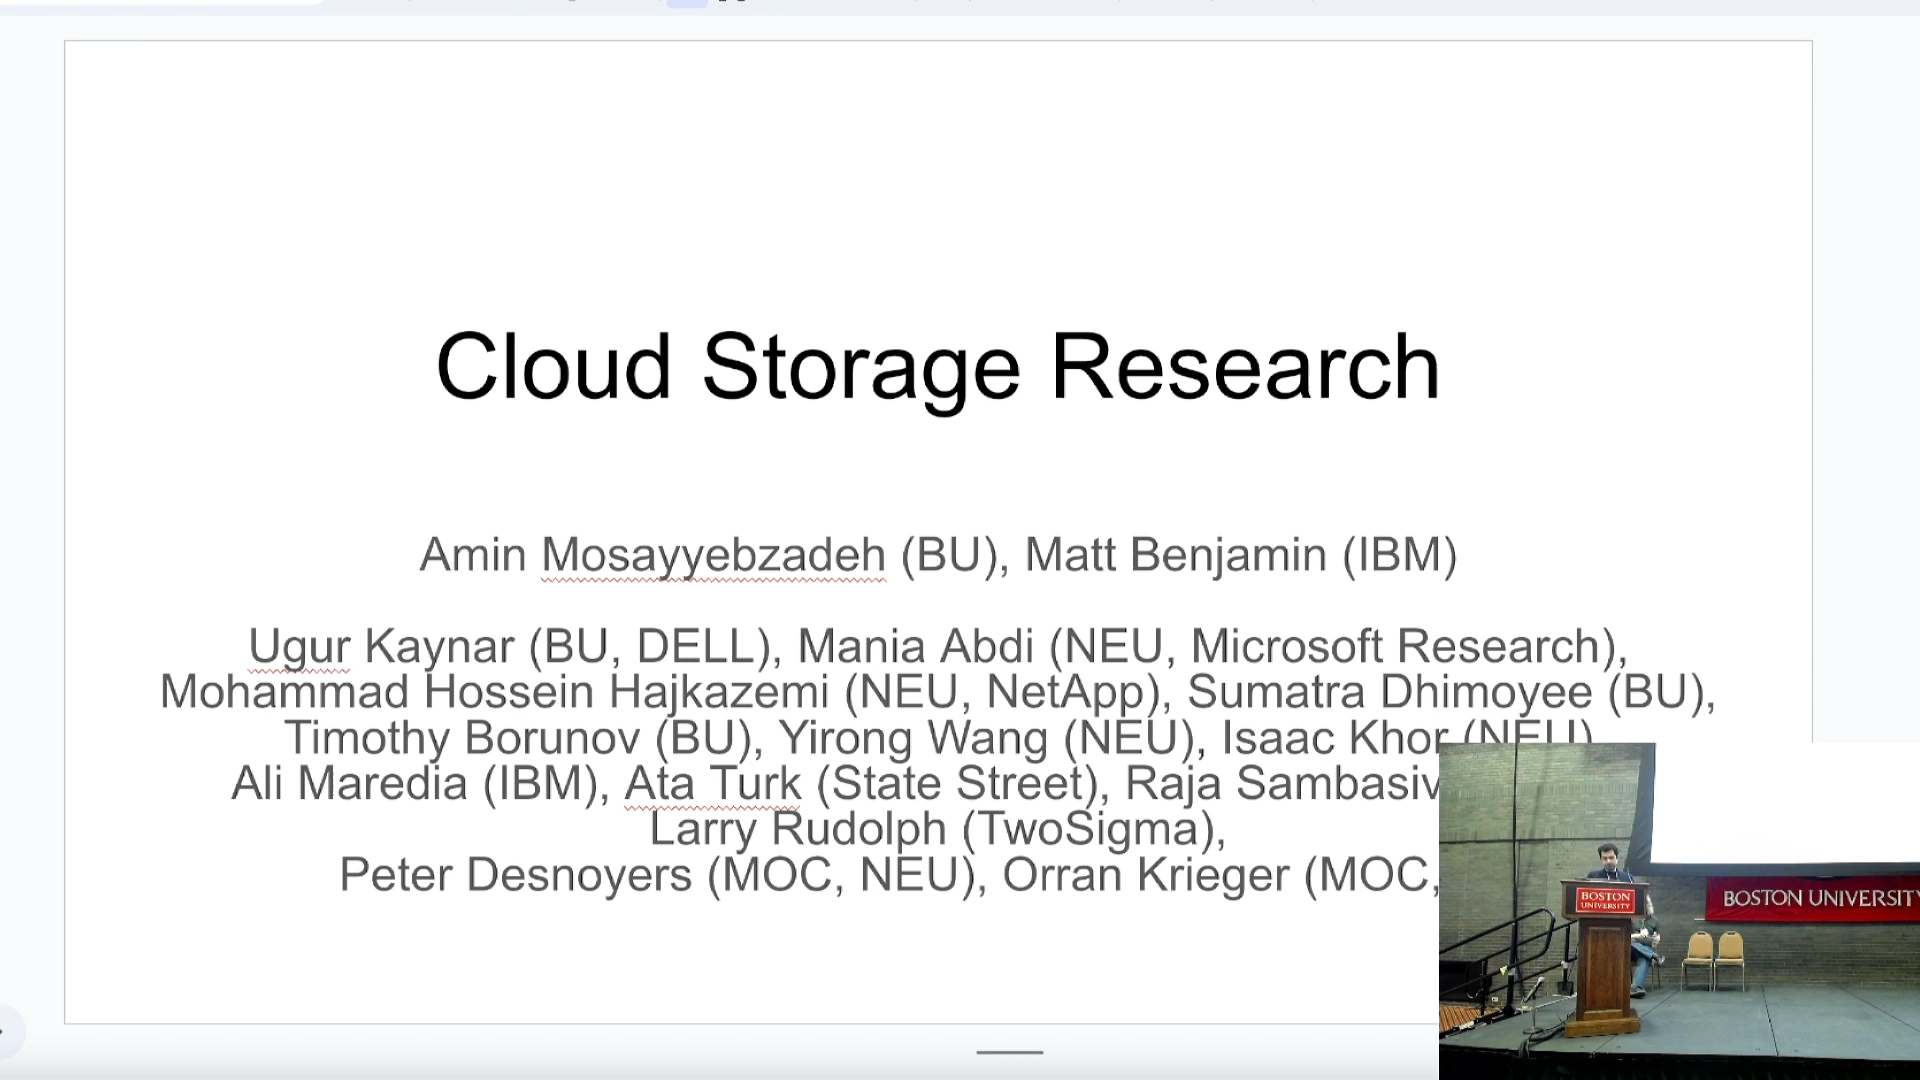 Cloud Storage Research
Amin Mosayyebzadeh (BU), Matt Benjamin (IBM)
Ugur Kaynar (BU, DELL), Mania Abdi (NEU, Microsoft Research),
Mohammad Hossein Hajkazemi (NEU, NetApp), Sumatra Dhimoyee (BU),
Timothy Borunov (BU), Yirong Wang (NEU), Isaac Khor (NEU)
Ali Maredia (IBM), Ata Turk (State Street), Raja Sambasiv
Larry Rudolph (TwoSigma),
Peter Desnoyers (MOC, NEU), Orran Krieger (MOC,
BOSTON
UNIVERSITY
BOSTON UNIVERSITY